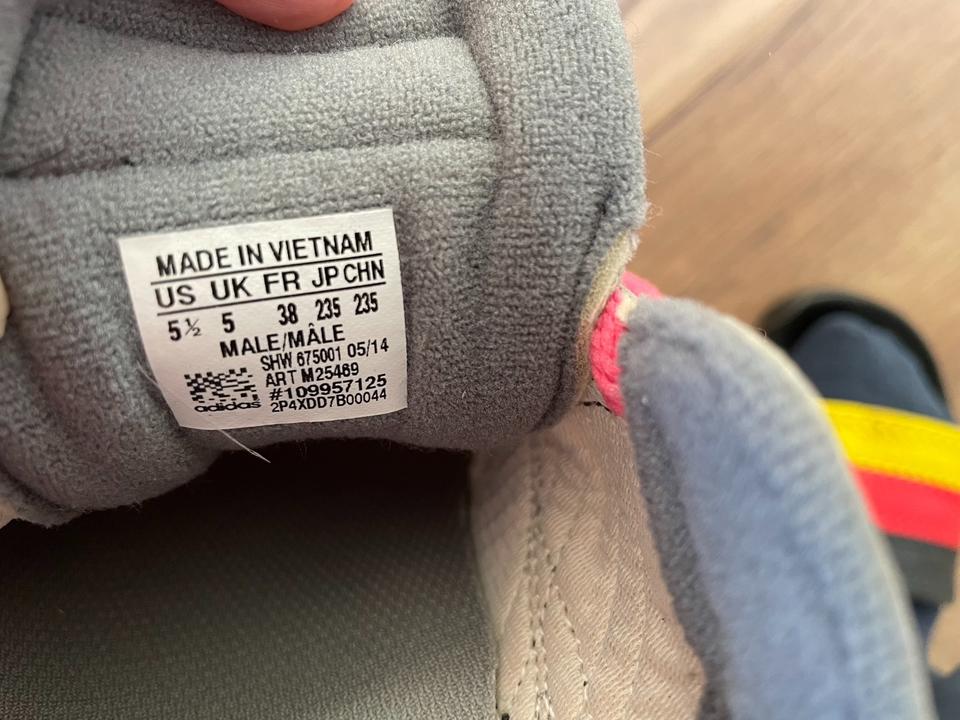 MADE IN VIETNAM
US UK FR JP CHN
5½ 5 38 235 235
MALE/MÂLE
SHW 675001 05/14
ART M25469
#109957125
2P4XDD7B00044
adidas